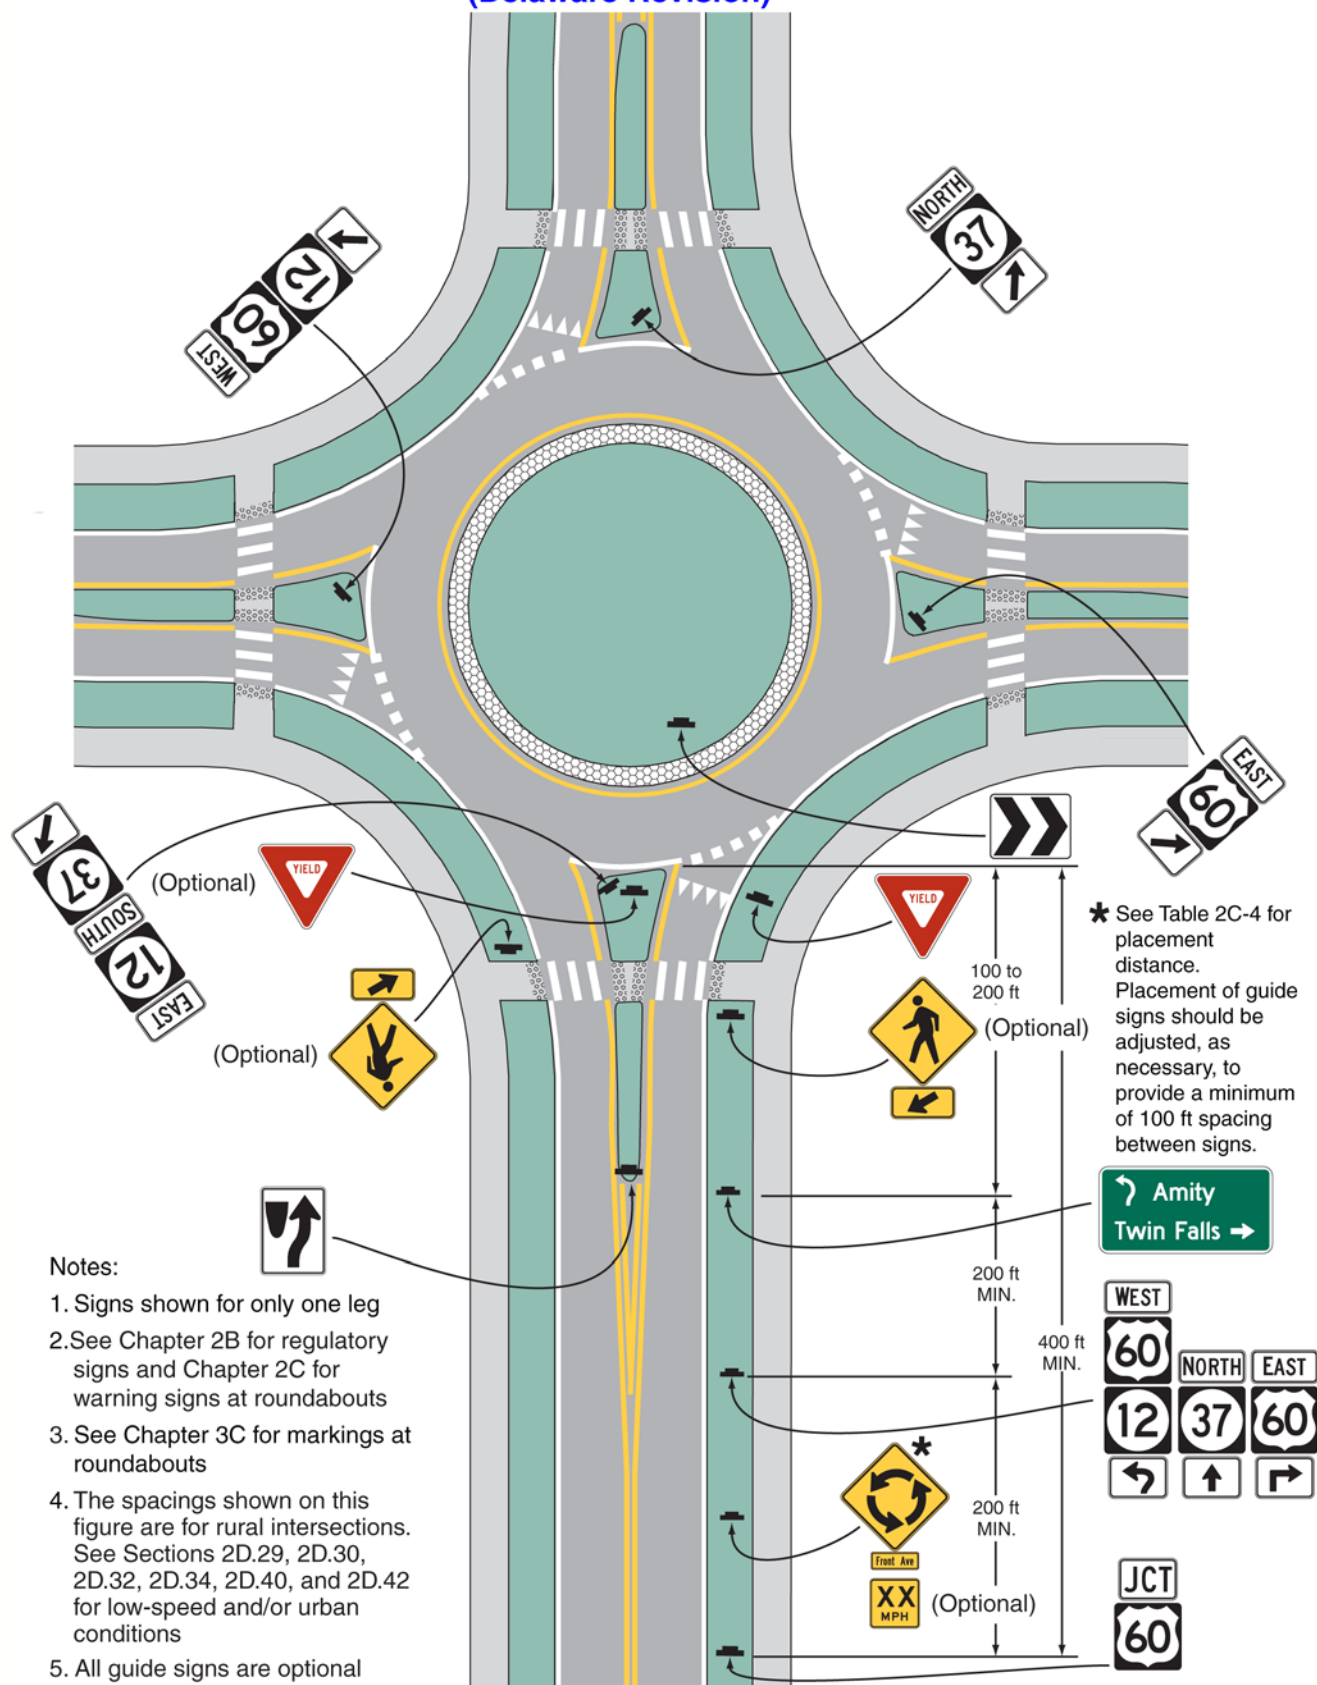 (Delaware Revision)
NORTH
37
12
60
WEST
EAST
60
37
SOUTH
12
EAST
(Optional)
YIELD
YIELD
(Optional)
100 to
200 ft
(Optional)
* See Table 2C-4 for
placement
distance.
Placement of guide
signs should be
adjusted, as
necessary, to
provide a minimum
of 100 ft spacing
between signs.
Amity
Twin Falls
200 ft
MIN.
400 ft
MIN.
WEST
60
NORTH
EAST
12
37
60
*
Front Ave
XX
MPH
(Optional)
200 ft
MIN.
JCT
60
Notes:
1. Signs shown for only one leg
2.See Chapter 2B for regulatory
signs and Chapter 2C for
warning signs at roundabouts
3. See Chapter 3C for markings at
roundabouts
4. The spacings shown on this
figure are for rural intersections.
See Sections 2D.29, 2D.30,
2D.32, 2D.34, 2D.40, and 2D.42
for low-speed and/or urban
conditions
5. All guide signs are optional